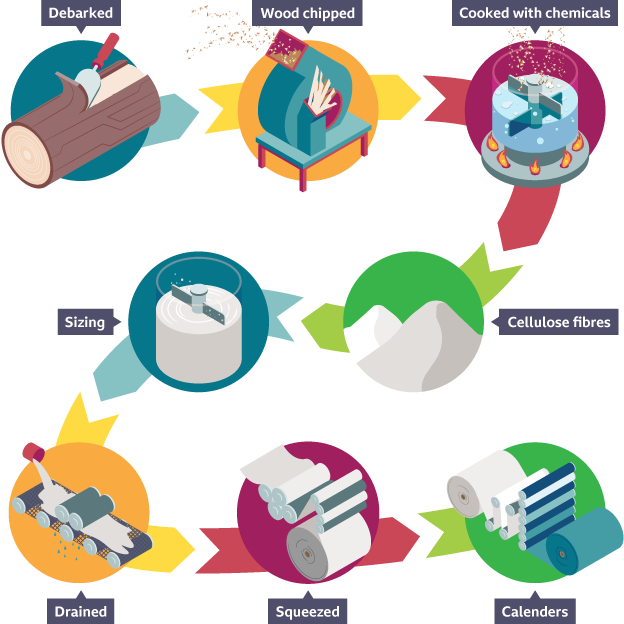 Debarked
Wood chipped
Cooked with chemicals
Sizing
Cellulose fibres
Drained
Squeezed
Calenders